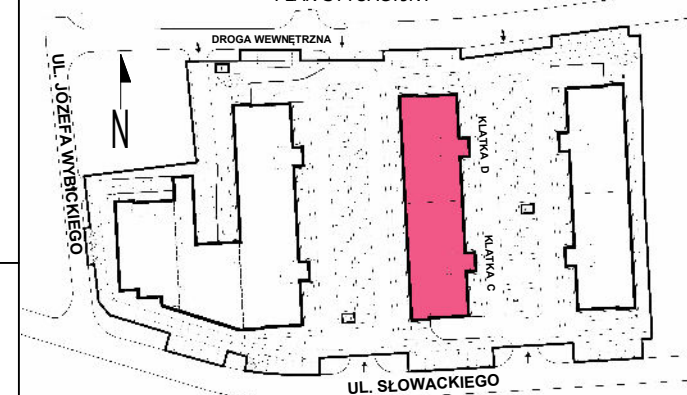 DROGA WEWNĘTRZNA
UL. JÓZEFA WYBICKIEGO
N
KLATKA D
KLATKA C
UL. SŁOWACKIEGO